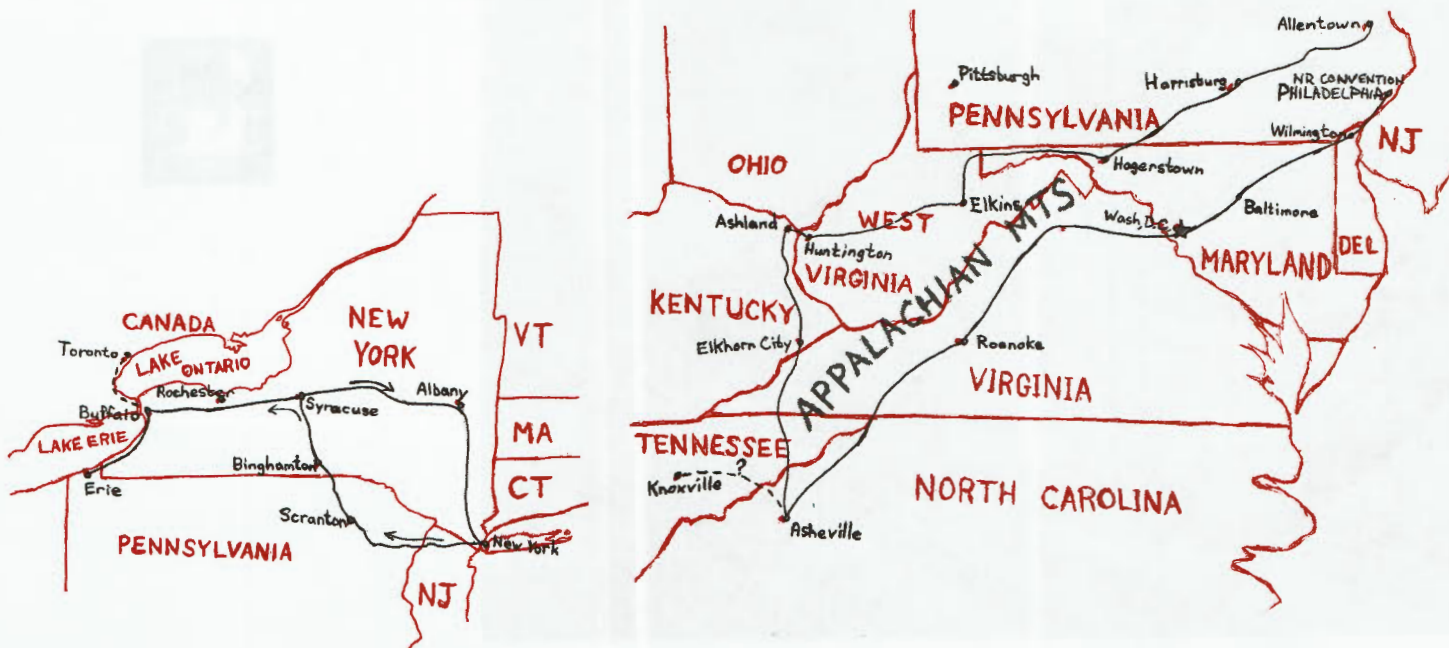 CANADA
Toronto
LAKE
ONTARIO
NEW
YORK
VT
Rochester
Albany
Buffalo
Syracuse
LAKE ERIE
MA
Binghamton
Erie
CT
Scranton
PENNSYLVANIA
New York
NJ
Allentown
Pittsburgh
Harrisburg
NR CONVENTION
PHILADELPHIA
PENNSYLVANIA
Wilmington
NJ
OHIO
Hagerstown
WEST
Elkins
Baltimore
Ashland
Wash, D.C.
Huntington
DEL
VIRGINIA
MARYLAND
KENTUCKY
APPALACHIAN MTS
Elkhorn City
Roanoke
VIRGINIA
TENNESSEE
?
Knoxville
NORTH CAROLINA
Asheville